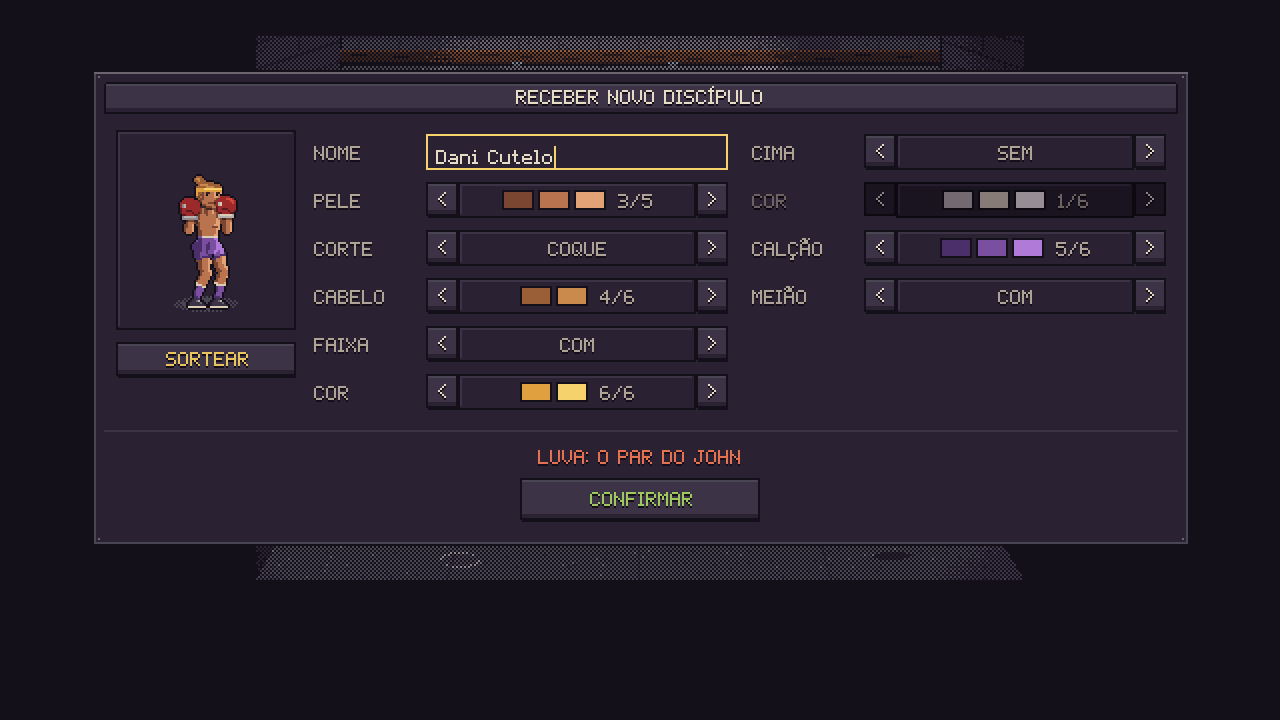 RECEBER NOVO DISCÍPULO
NOME
Dani Cutelo
CIMA
SEM
PELE
3/5
COR
1/6
CORTE
COQUE
CALÇÃO
5/6
CABELO
4/6
MEIÃO
COM
SORTEAR
FAIXA
COM
COR
6/6
LUVA: O PAR DO JOHN
CONFIRMAR